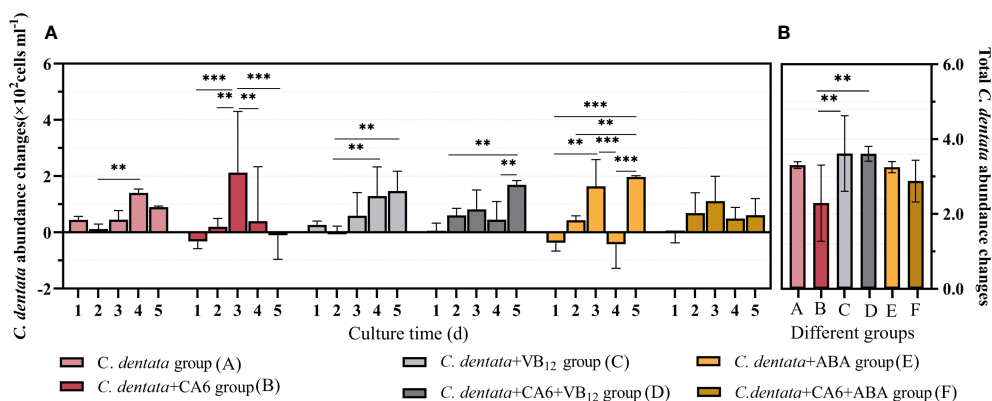 A
B
C. dentata abundance changes(×10²cells ml⁻¹)
6
4
2
0
-2
**
***
***
**
**
**
**
**
**
***
**
**
***
***
1 2 3 4 5 1 2 3 4 5 1 2 3 4 5 1 2 3 4 5 1 2 3 4 5 1 2 3 4 5
Culture time (d)
**
**
6.0
4.0
2.0
0.0
Total C. dentata abundance changes
A B C D E F
Different groups
C. dentata group (A)
C. dentata+VB₁₂ group (C)
C. dentata+ABA group (E)
C. dentata+CA6 group (B)
C. dentata+CA6+VB₁₂ group (D)
C.dentata+CA6+ABA group (F)